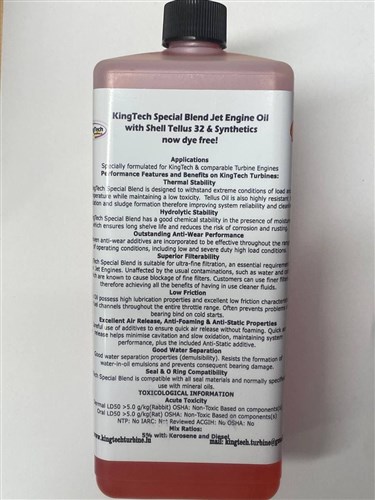 KingTech Special Blend Jet Engine Oil
with Shell Tellus 32 & Synthetics
now dye free!
Applications
Specially formulated for KingTech & comparable Turbine Engines
Performance Features and Benefits on KingTech Turbines:
Thermal Stability
KingTech Special Blend is designed to withstand extreme conditions of load and
temperature while maintaining a low toxicity. Tellus Oil is also highly resistant
and sludge formation therefore improving system reliability and
Hydrolytic Stability
KingTech Special Blend has a good chemical stability in the presence of moisture
which ensures long shelve life and reduces the risk of corrosion and rusting.
Outstanding Anti-Wear Performance
anti-wear additives are incorporated to be effective throughout the range
of operating conditions, including low and severe duty high load conditions.
Superior Filterability
Tech Special Blend is suitable for ultra-fine filtration, an essential requirement
Jet Engines. Unaffected by the usual contaminations, such as water and
are known to cause blockage of fine filters. Customers can use finer filters
therefore achieving all the benefits of having in use cleaner fluids.
Low Friction
possess high lubrication properties and excellent low friction
fluids throughout the entire throttle range. Often prevents
bearing bind on cold starts.
Excellent Air Release, Anti-Foaming & Anti-Static Properties
use of additives to ensure quick air release without foaming. Quick
helps minimise cavitation and slow oxidation, maintaining system
performance, plus the included Anti-Static additive.
Good Water Separation
Good water separation properties (demulsibility). Resists the formation of
water-in-oil emulsions and prevents consequent bearing damage.
Seal & O Ring Compatibility
Tech Special Blend is compatible with all seal materials and normally
use with mineral oils.
TOXICOLOGICAL INFORMATION
Acute Toxicity
Dermal LD50 >5.0 g/kg(Rabbit) OSHA: Non-Toxic Based on components(s)
Oral LD50 >5.0 g/kg(Rat) OSHA: Non-Toxic Based on component(s)
NTP: No IARC: Not Reviewed ACGIH: No OSHA: No
Mix Ratios:
5% with: Kerosene and Diesel
www.kingtechturbine.in mail: kingtech.turbine@